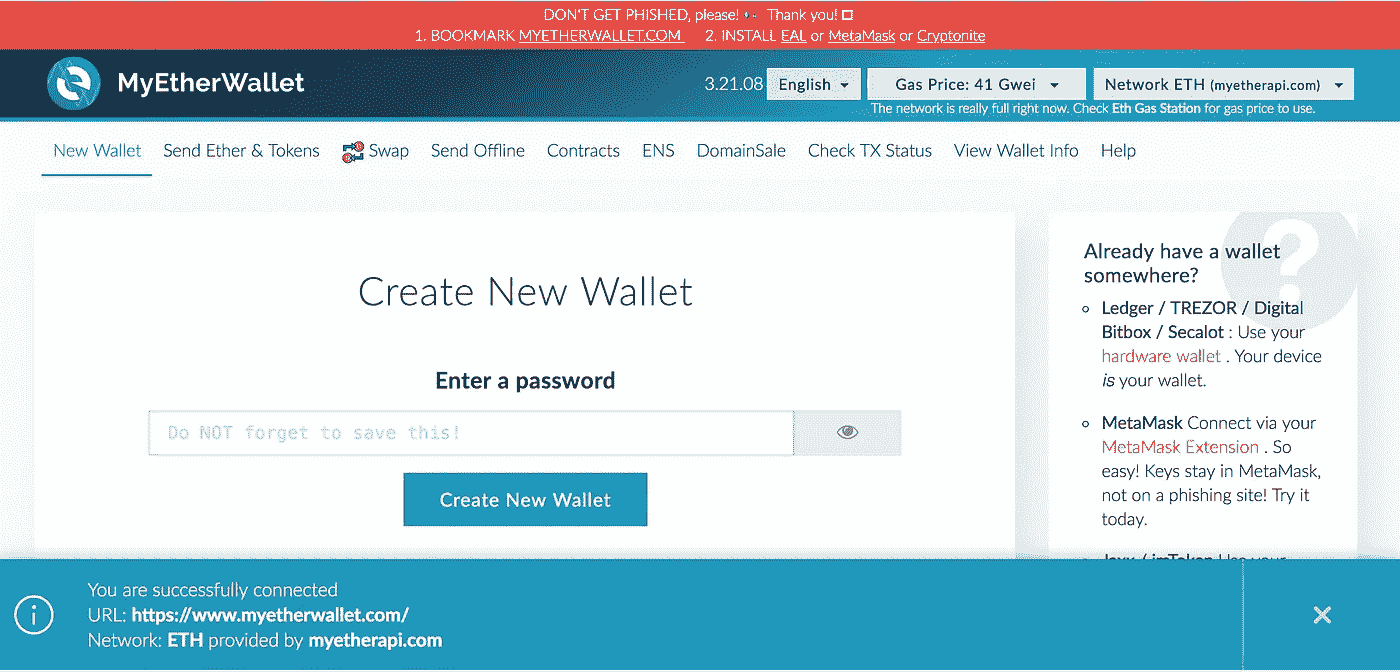 DON'T GET PHISHED, please! Thank you!
1. BOOKMARK MYETHERWALLET.COM 2. INSTALL EAL or MetaMask or Cryptonite
MyEtherWallet
3.21.08 English Gas Price: 41 Gwei Network ETH (myetherapi.com)
The network is really full right now. Check Eth Gas Station for gas price to use.
New Wallet Send Ether & Tokens Swap Send Offline Contracts ENS DomainSale Check TX Status View Wallet Info Help
Create New Wallet
Enter a password
Do NOT forget to save this!
Create New Wallet
Already have a wallet
somewhere?
Ledger / TREZOR / Digital
Bitbox / Secalot : Use your
hardware wallet . Your device
is your wallet.
MetaMask Connect via your
MetaMask Extension . So
easy! Keys stay in MetaMask,
not on a phishing site! Try it
today.
Jaxx / imToken Use your
You are successfully connected
URL: https://www.myetherwallet.com/
Network: ETH provided by myetherapi.com